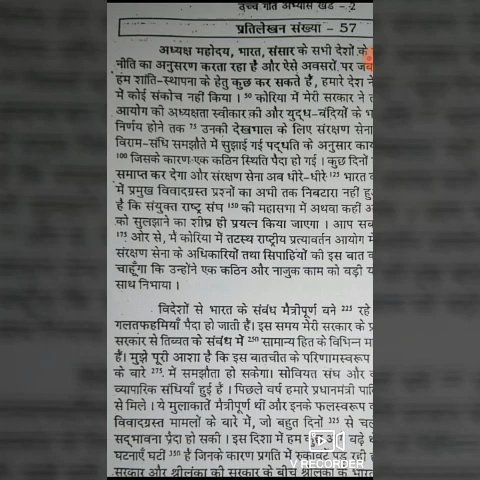 उच्च गति अभ्यास खंड - 2
प्रतिलेखन संख्या - 57
अध्यक्ष महोदय, भारत, संसार के सभी देशों के
नीति का अनुसरण करता रहा है और ऐसे अवसरों पर
हम शांति-स्थापना के हेतु कुछ कर सकते हैं, हमारे देश ने
में कोई संकोच नहीं किया । 50 कोरिया में मेरी सरकार ने
आयोग की अध्यक्षता स्वीकार की और युद्ध-बंदियों के
निर्णय होने तक 75 उनकी देखभाल के लिए संरक्षण सेना
विराम-संधि समझौते में सुझाई गई पद्धति के अनुसार
100 जिसके कारण एक कठिन स्थिति पैदा हो गई । कुछ दिनों
समाप्त कर देगा और संरक्षण सेना अब धीरे-धीरे 125 भारत
में प्रमुख विवादग्रस्त प्रश्नों का अभी तक निबटारा नहीं
है कि संयुक्त राष्ट्र संघ 150 की महासभा में अथवा कहीं
को सुलझाने का शीघ्र ही प्रयत्न किया जाएगा । आप सब
175 ओर से, मैं कोरिया में तटस्थ राष्ट्रीय प्रत्यावर्तन आयोग
संरक्षण सेना के अधिकारियों तथा सिपाहियों की इस बात
चाहूँगा कि उन्होंने एक कठिन और नाजुक काम को बड़ी
साथ निभाया ।
विदेशों से भारत के संबंध मैत्रीपूर्ण बने 225 रहे
गलतफहमियाँ पैदा हो जाती हैं। इस समय मेरी सरकार के
सरकार से तिब्बत के संबंध में 250 सामान्य हित के विभिन्न
हैं। मुझे पूरी आशा है कि इस बातचीत के परिणामस्वरूप
के बारे 275 में समझौता हो सकेगा। सोवियत संघ और
व्यापारिक संधियाँ हुई हैं । पिछले वर्ष हमारे प्रधानमंत्री
से मिले । ये मुलाकातें मैत्रीपूर्ण थीं और इनके फलस्वरूप
विवादग्रस्त मामलों के बारे में, जो बहुत दिनों 325 से
सद्भावना पैदा हो सकी । इस दिशा में हम बढ़े
घटनाएँ घटीं 350 हैं जिनके कारण प्रगति में रुकावट पड़ रही
सरकार और श्रीलंका की सरकार के बीच श्रीलंका के
V RECORDER